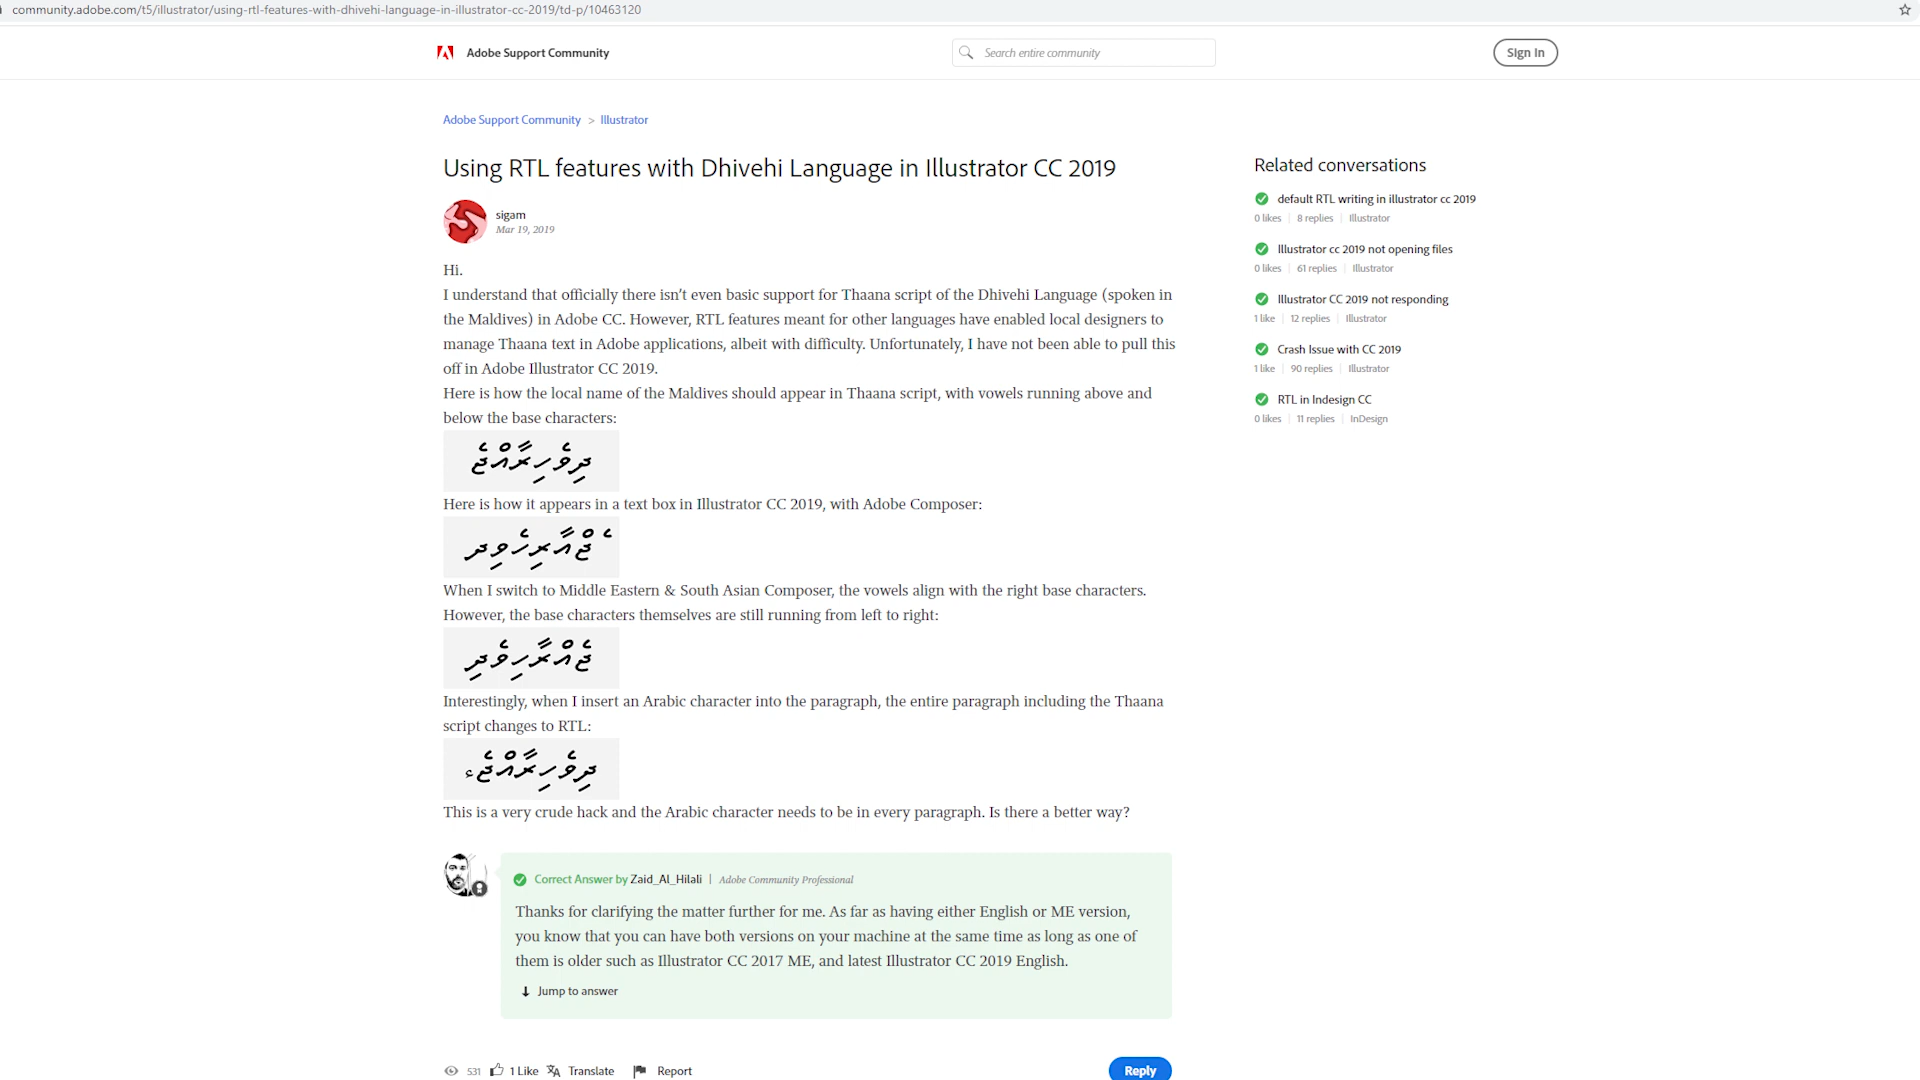 community.adobe.com/t5/illustrator/using-rtl-features-with-dhivehi-language-in-illustrator-cc-2019/td-p/10463120
Adobe Support Community
Search entire community
Sign In
Adobe Support Community > Illustrator
Using RTL features with Dhivehi Language in Illustrator CC 2019
sigam
Mar 19, 2019
Hi.
I understand that officially there isn't even basic support for Thaana script of the Dhivehi Language (spoken in
the Maldives) in Adobe CC. However, RTL features meant for other languages have enabled local designers to
manage Thaana text in Adobe applications, albeit with difficulty. Unfortunately, I have not been able to pull this
off in Adobe Illustrator CC 2019.
Here is how the local name of the Maldives should appear in Thaana script, with vowels running above and
below the base characters:
ދިވެހިރާއްޖެ
Here is how it appears in a text box in Illustrator CC 2019, with Adobe Composer:
When I switch to Middle Eastern & South Asian Composer, the vowels align with the right base characters.
However, the base characters themselves are still running from left to right:
ޖެއްރާހިވެދި
Interestingly, when I insert an Arabic character into the paragraph, the entire paragraph including the Thaana
script changes to RTL:
ދިވެހިރާއްޖެء
This is a very crude hack and the Arabic character needs to be in every paragraph. Is there a better way?
Correct Answer by Zaid_Al_Hilali | Adobe Community Professional
Thanks for clarifying the matter further for me. As far as having either English or ME version,
you know that you can have both versions on your machine at the same time as long as one of
them is older such as Illustrator CC 2017 ME, and latest Illustrator CC 2019 English.
Jump to answer
531 1 Like Translate Report
Reply
Related conversations
default RTL writing in illustrator cc 2019
0 likes 8 replies Illustrator
Illustrator cc 2019 not opening files
0 likes 61 replies Illustrator
Illustrator CC 2019 not responding
1 like 12 replies Illustrator
Crash Issue with CC 2019
1 like 90 replies Illustrator
RTL in Indesign CC
0 likes 11 replies InDesign